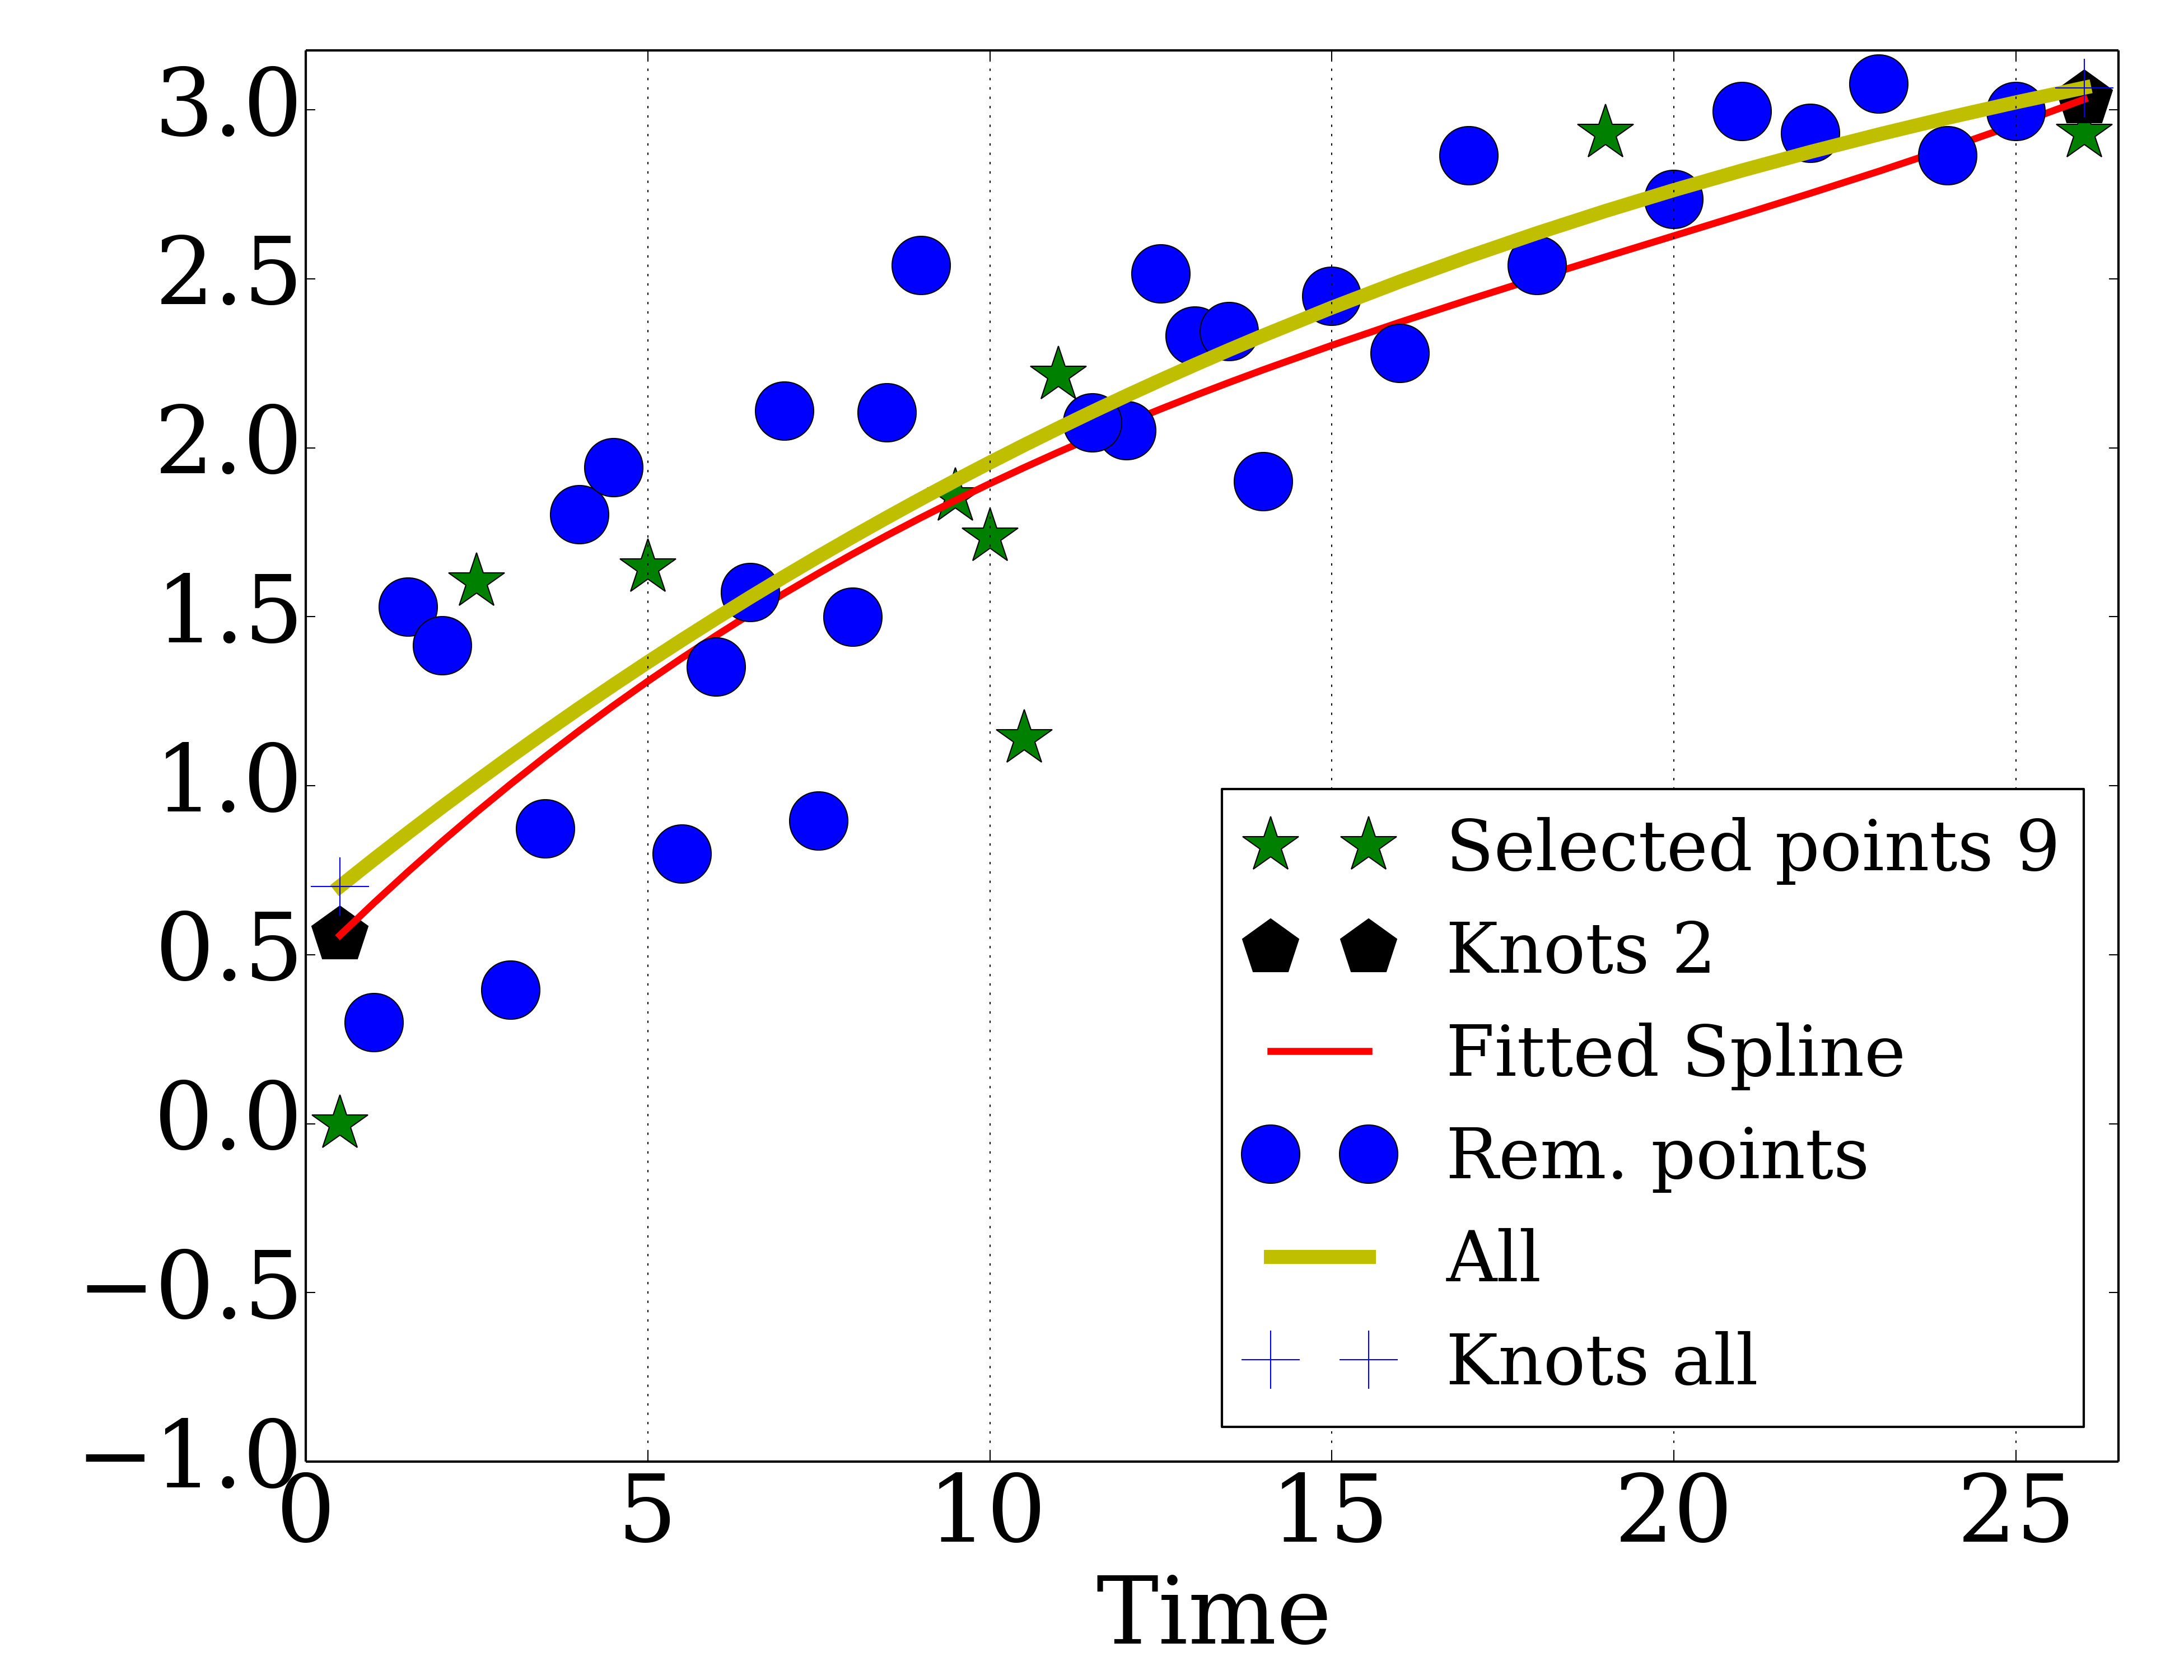 3.0
2.5
2.0
1.5
1.0
0.5
0.0
−0.5
−1.0
0 5 10 15 20 25
Time
Selected points 9
Knots 2
Fitted Spline
Rem. points
All
Knots all